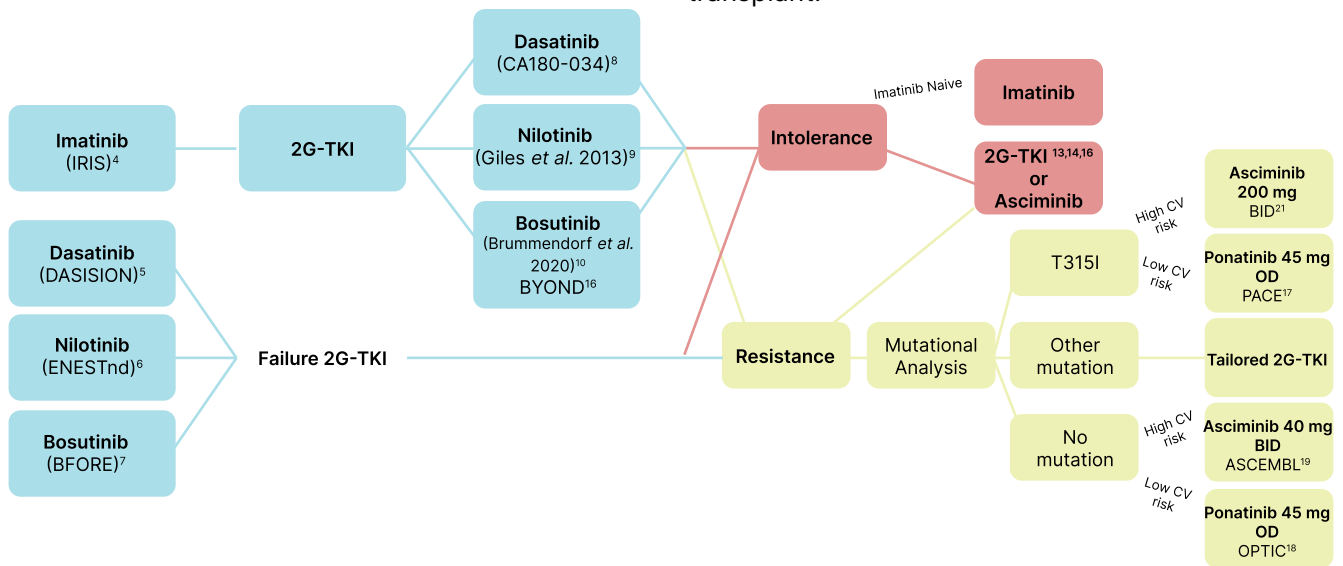 transplant.
Imatinib
(IRIS)⁴
2G-TKI
Dasatinib
(CA180-034)⁸
Nilotinib
(Giles et al. 2013)⁹
Bosutinib
(Brummendorf et al.
2020)¹⁰
BYOND¹⁶
Dasatinib
(DASISION)⁵
Nilotinib
(ENESTnd)⁶
Bosutinib
(BFORE)⁷
Failure 2G-TKI
Intolerance
Imatinib Naive
Imatinib
2G-TKI ¹³,¹⁴,¹⁶
or
Asciminib
Resistance
Mutational
Analysis
T315I
High CV
risk
Low CV
risk
Other
mutation
No
mutation
High CV
risk
Low CV
risk
Asciminib
200 mg
BID²¹
Ponatinib 45 mg
OD
PACE¹⁷
Tailored 2G-TKI
Asciminib 40 mg
BID
ASCEMBL¹⁹
Ponatinib 45 mg
OD
OPTIC¹⁸